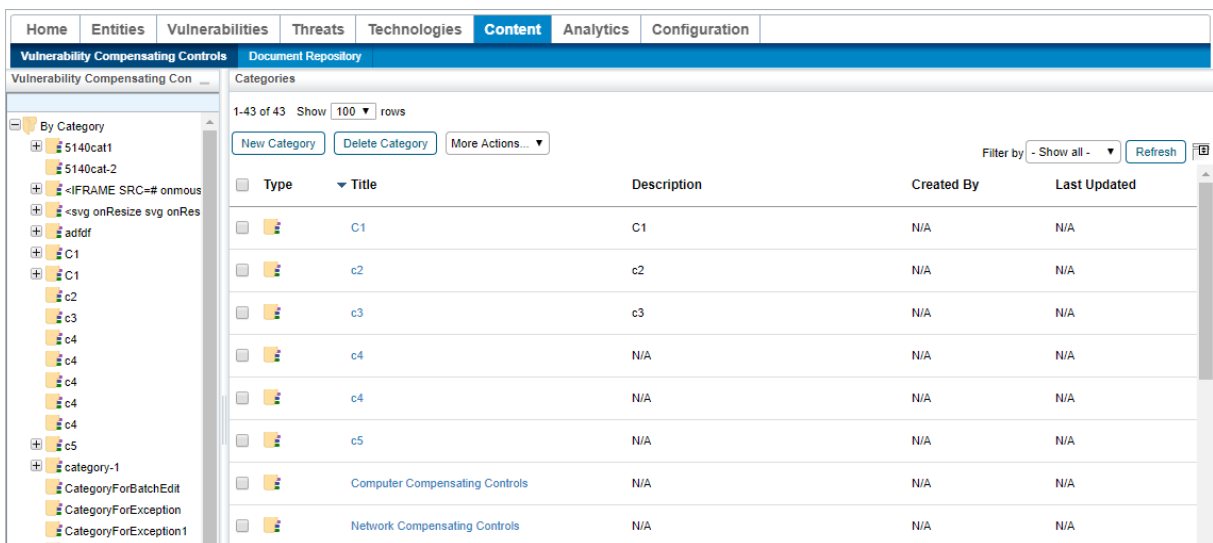 Home Entities Vulnerabilities Threats Technologies Content Analytics Configuration
Vulnerability Compensating Controls Document Repository
Vulnerability Compensating Con
Categories
By Category
5140cat1
5140cat-2
<IFRAME SRC=# onmous
<svg onResize svg onRes
adfdf
C1
C1
c2
c3
c4
c4
c4
c4
c4
c5
category-1
CategoryForBatchEdit
CategoryForException
CategoryForException1
1-43 of 43 Show 100 rows
New Category Delete Category More Actions...
Filter by - Show all - Refresh
Type Title Description Created By Last Updated
C1 C1 N/A N/A
c2 c2 N/A N/A
c3 c3 N/A N/A
c4 N/A N/A N/A
c4 N/A N/A N/A
c5 N/A N/A N/A
Computer Compensating Controls N/A N/A N/A
Network Compensating Controls N/A N/A N/A